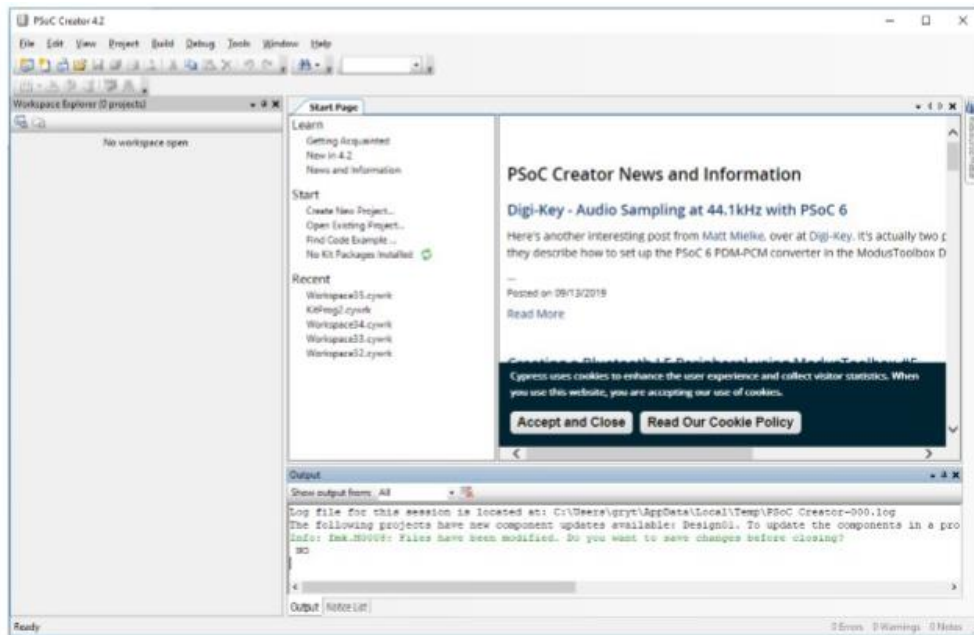 PSoC Creator 4.2
File Edit View Project Build Debug Tools Window Help
Workspace Explorer (0 projects)
No workspace open
Start Page
Learn
Getting Acquainted
New in 4.2
News and Information
Start
Create New Project...
Open Existing Project...
Find Code Example ...
No Kit Packages Installed
Recent
Workspace35.cywrk
KitProg2.cywrk
Workspace34.cywrk
Workspace33.cywrk
Workspace32.cywrk
PSoC Creator News and Information
Digi-Key - Audio Sampling at 44.1kHz with PSoC 6
Here's another interesting post from Matt Mielke, over at Digi-Key. It's actually two p
they describe how to set up the PSoC 6 PDM-PCM converter in the ModusToolbox D
...
Posted on 09/13/2019
Read More
Creating a Bluetooth LE Peripheral using ModusToolbox #5
Cypress uses cookies to enhance the user experience and collect visitor statistics. When
you use this website, you are accepting our use of cookies.
Accept and Close Read Our Cookie Policy
Output
Show output from: All
Log file for this session is located at: C:\Users\gryt\AppData\Local\Temp\PSoC Creator-000.log
The following projects have new component updates available: Design01. To update the components in a pro
Info: fmk.M0008: Files have been modified. Do you want to save changes before closing?
NO
Output Notice List
Ready 0 Errors 0 Warnings 0 Notes